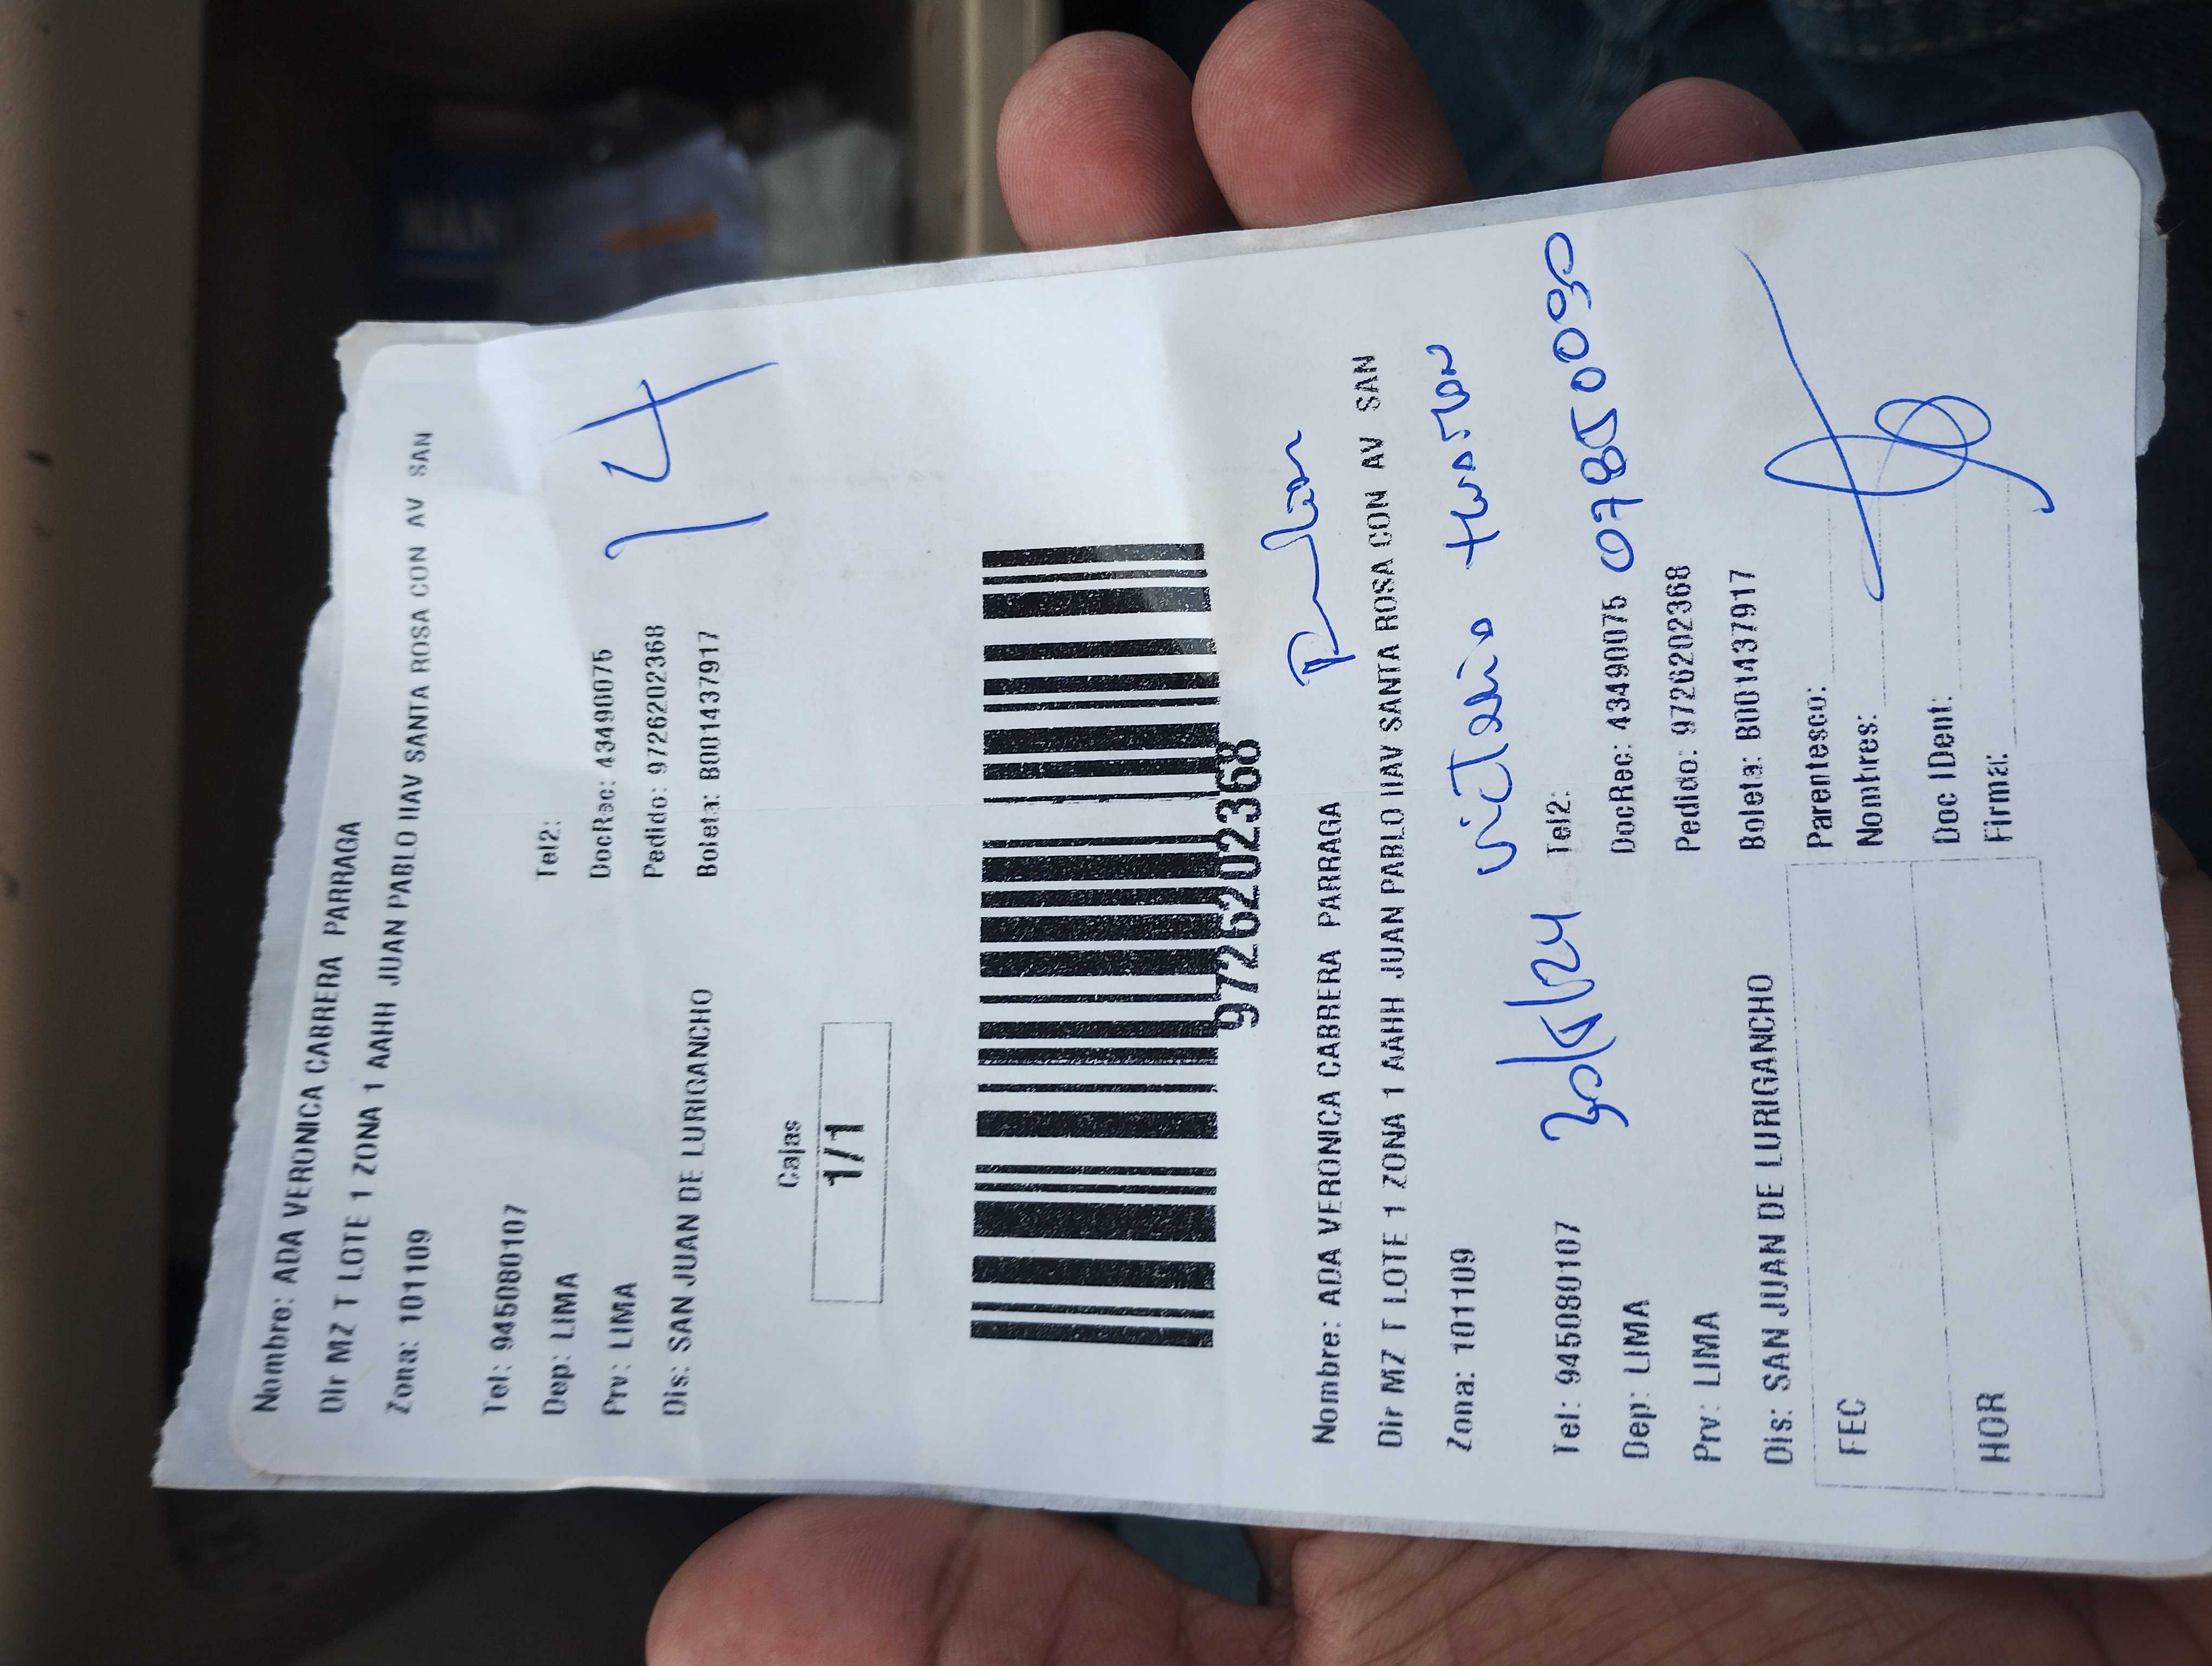 Nombre: ADA VERONICA CABRERA PARRAGA
Dir MZ T LOTE 1 ZONA 1 AAHH JUAN PABLO IIAV SANTA ROSA CON AV SAN
Zona: 101109
Tel: 945080107 Tel2:
Dep: LIMA DocRec: 43490075
Prv: LIMA Pedido: 9726202368
Dis: SAN JUAN DE LURIGANCHO Boleta: B001437917
14
Cajas
1/1
9726202368
Nombre: ADA VERONICA CABRERA PARRAGA
Dir MZ T LOTE 1 ZONA 1 AAHH JUAN PABLO IIAV SANTA ROSA CON AV SAN
Zona: 101109
Tel: 945080107 Tel2:
Dep: LIMA DocRec: 43490075
Prv: LIMA Pedido: 9726202368
Dis: SAN JUAN DE LURIGANCHO Boleta: B001437917
FEC Parentesco:
Nombres:
HOR Doc IDent:
Firma: